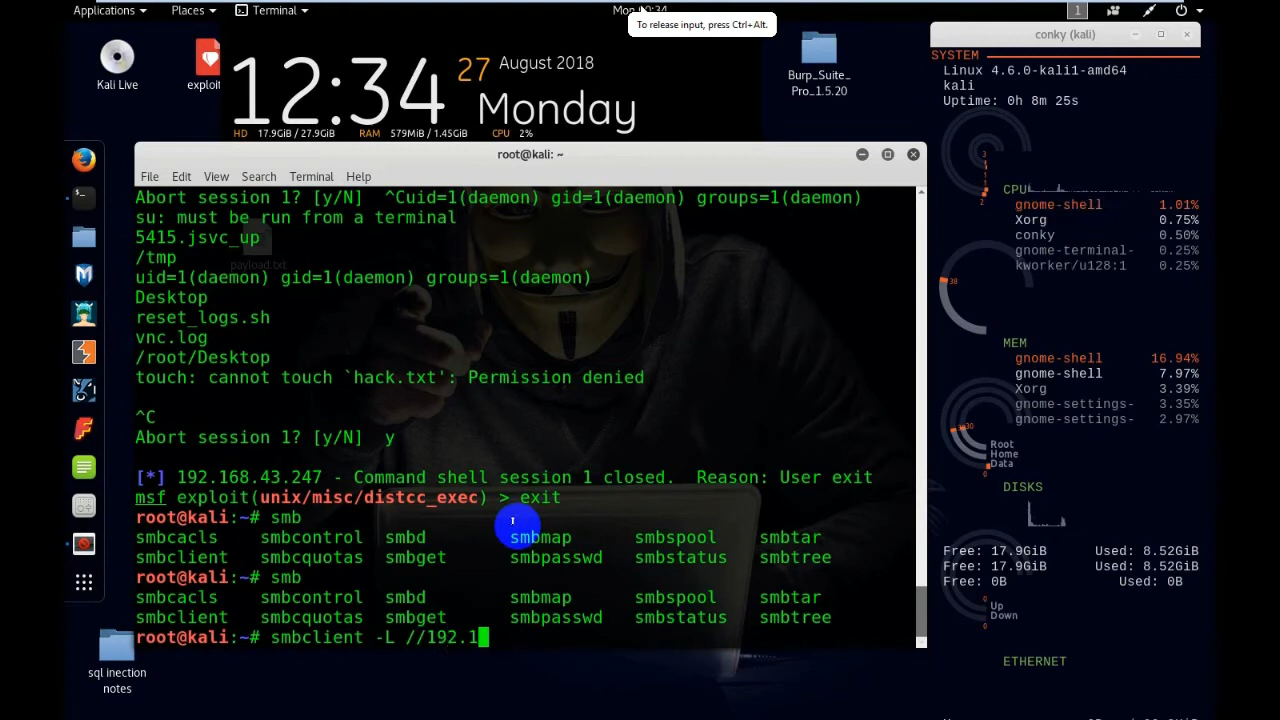 Applications
Places
Terminal
Mon
34
1
To release input, press Ctrl+Alt.
Kali Live
exploit
12:34
27
August 2018
Monday
HD 17.9GiB / 27.9GiB RAM 579MiB / 1.45GiB CPU 2%
Burp_Suite_
Pro_1.5.20
conky (kali)
SYSTEM
Linux 4.6.0-kali1-amd64
kali
Uptime: 0h 8m 25s
CPU
gnome-shell 1.01%
Xorg 0.75%
conky 0.50%
gnome-terminal- 0.25%
kworker/u128:1 0.25%
MEM
gnome-shell 16.94%
gnome-shell 7.97%
Xorg 3.39%
gnome-settings- 3.35%
gnome-settings- 2.97%
Root
Home
Data
DISKS
Free: 17.9GiB Used: 8.52GiB
Free: 17.9GiB Used: 8.52GiB
Free: 0B Used: 0B
Up
Down
ETHERNET
root@kali: ~
File Edit View Search Terminal Help
Abort session 1? [y/N] ^Cuid=1(daemon) gid=1(daemon) groups=1(daemon)
su: must be run from a terminal
5415.jsvc_up
/tmp
payload.txt
uid=1(daemon) gid=1(daemon) groups=1(daemon)
Desktop
reset_logs.sh
vnc.log
/root/Desktop
touch: cannot touch `hack.txt': Permission denied
^C
Abort session 1? [y/N] y
[*] 192.168.43.247 - Command shell session 1 closed. Reason: User exit
msf exploit(unix/misc/distcc_exec) > exit
root@kali:~# smb
smbcacls smbcontrol smbd smbmap smbspool smbtar
smbclient smbcquotas smbget smbpasswd smbstatus smbtree
root@kali:~# smb
smbcacls smbcontrol smbd smbmap smbspool smbtar
smbclient smbcquotas smbget smbpasswd smbstatus smbtree
root@kali:~# smbclient -L //192.1
sql inection
notes